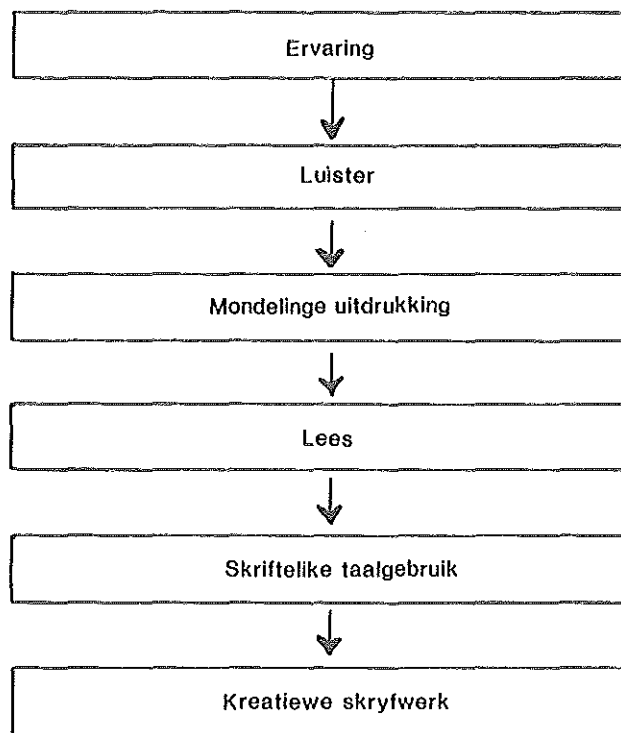 Ervaring
Luister
Mondelinge uitdrukking
Lees
Skriftelike taalgebruik
Kreatiewe skryfwerk